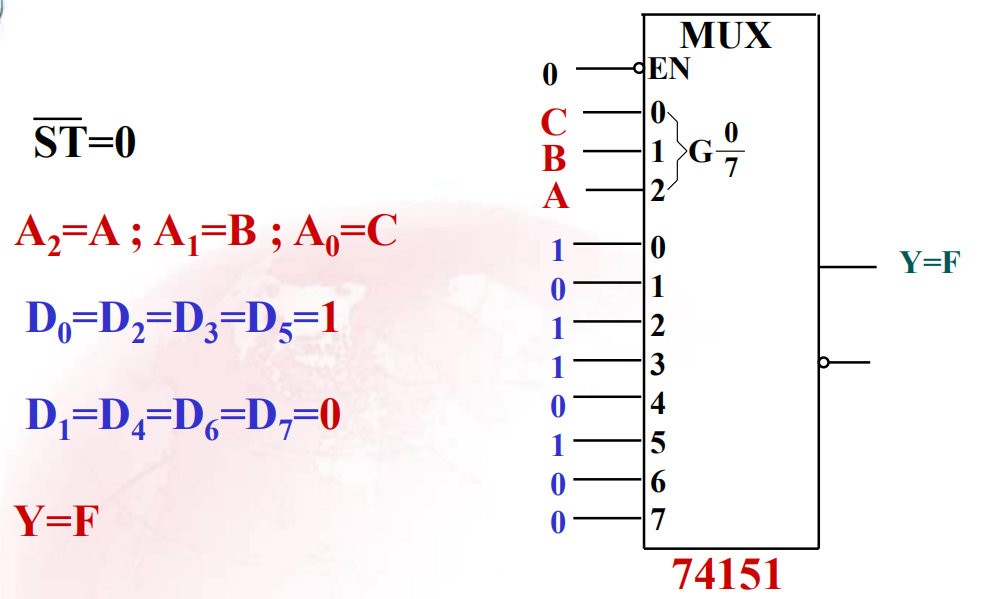 S̅T̅=0
A₂=A ; A₁=B ; A₀=C
D₀=D₂=D₃=D₅=1
D₁=D₄=D₆=D₇=0
Y=F
MUX
0 EN
C 0
B 1 G 0/7
A 2
1 0
0 1
1 2
1 3
0 4
1 5
0 6
0 7
Y=F
74151